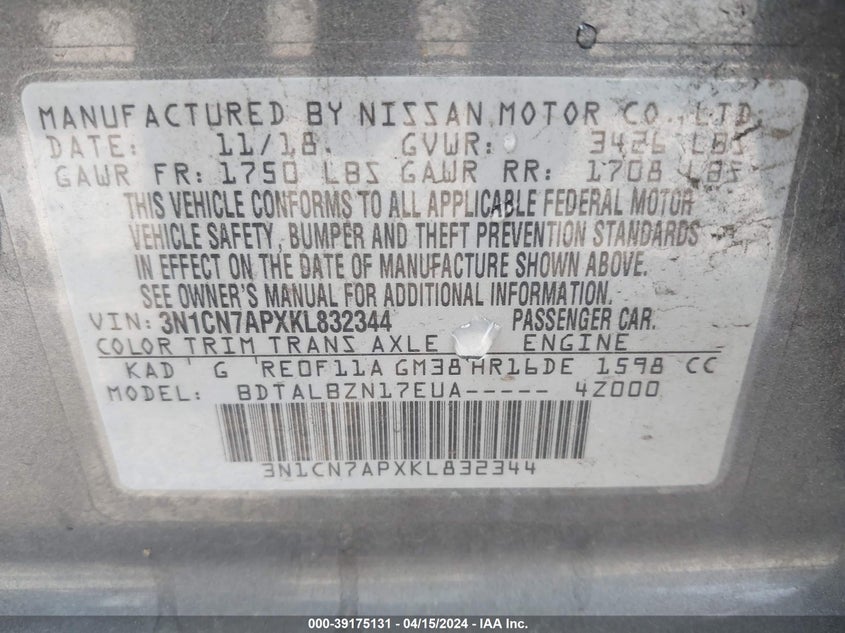 MANUFACTURED BY NISSAN MOTOR CO., LTD.
DATE: 11/18. GVWR: 3426 LBS
GAWR FR: 1750 LBS GAWR RR: 1708 LBS
THIS VEHICLE CONFORMS TO ALL APPLICABLE FEDERAL MOTOR
VEHICLE SAFETY, BUMPER AND THEFT PREVENTION STANDARDS
IN EFFECT ON THE DATE OF MANUFACTURE SHOWN ABOVE.
SEE OWNER'S MANUAL FOR ADDITIONAL INFORMATION.
VIN: 3N1CN7APXKL832344 PASSENGER CAR.
COLOR TRIM TRANS AXLE ENGINE
KAD G RE0F11A GM38 HR16DE 1598 CC
MODEL: BDTALBZN17EUA----- 4Z000
3N1CN7APXKL832344
000-39175131 - 04/15/2024 - IAA Inc.